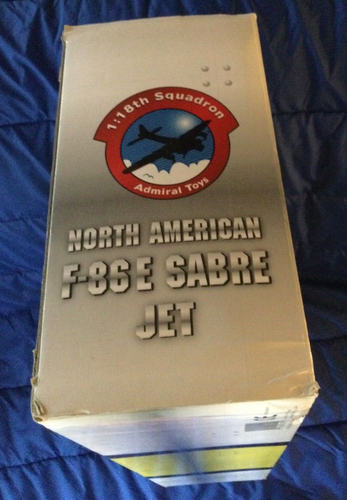 1:18th Squadron
Admiral Toys
NORTH AMERICAN
F-86E SABRE
JET